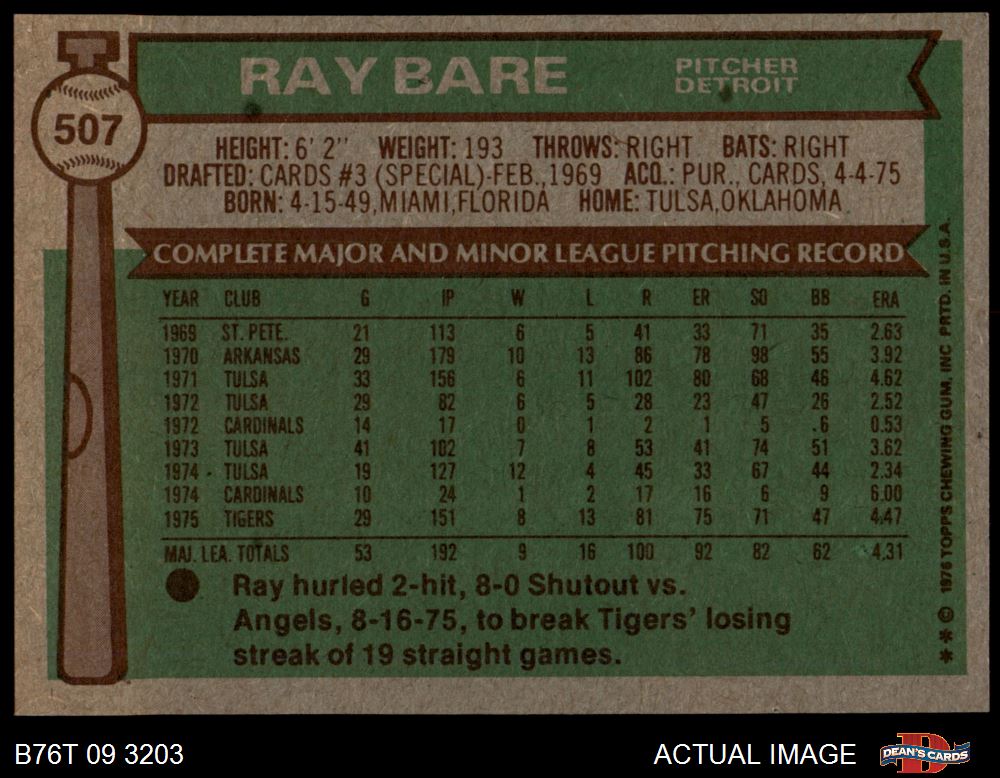 T
507
RAY BARE
PITCHER
DETROIT
HEIGHT: 6' 2" WEIGHT: 193 THROWS: RIGHT BATS: RIGHT
DRAFTED: CARDS #3 (SPECIAL)-FEB.,1969 ACQ.: PUR., CARDS, 4-4-75
BORN: 4-15-49, MIAMI, FLORIDA HOME: TULSA, OKLAHOMA
COMPLETE MAJOR AND MINOR LEAGUE PITCHING RECORD
YEAR CLUB G IP W L R ER SO BB ERA
1969 ST. PETE. 21 113 6 5 41 33 71 35 2.63
1970 ARKANSAS 29 179 10 13 86 78 98 55 3.92
1971 TULSA 33 156 6 11 102 80 68 46 4.62
1972 TULSA 29 82 6 5 28 23 47 26 2.52
1972 CARDINALS 14 17 0 1 2 1 5 6 0.53
1973 TULSA 41 102 7 8 53 41 74 51 3.62
1974 TULSA 19 127 12 4 45 33 67 44 2.34
1974 CARDINALS 10 24 1 2 17 16 6 9 6.00
1975 TIGERS 29 151 8 13 81 75 71 47 4.47
MAJ. LEA. TOTALS 53 192 9 16 100 92 82 62 4.31
Ray hurled 2-hit, 8-0 Shutout vs.
Angels, 8-16-75, to break Tigers' losing
streak of 19 straight games.
* * © 1976 TOPPS CHEWING GUM, INC PRTD. IN U.S.A.
B76T 09 3203
ACTUAL IMAGE
D
DEAN'S CARDS